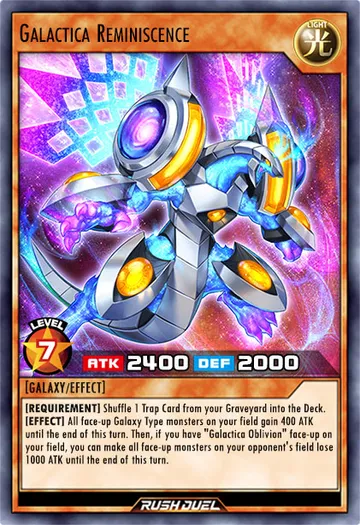 GALACTICA REMINISCENCE
LIGHT
光
LEVEL
7
ATK 2400 DEF 2000
[GALAXY/EFFECT]
[REQUIREMENT] Shuffle 1 Trap Card from your Graveyard into the Deck.
[EFFECT] All face-up Galaxy Type monsters on your field gain 400 ATK
until the end of this turn. Then, if you have "Galactica Oblivion" face-up on
your field, you can make all face-up monsters on your opponent's field lose
1000 ATK until the end of this turn.
RUSH DUEL